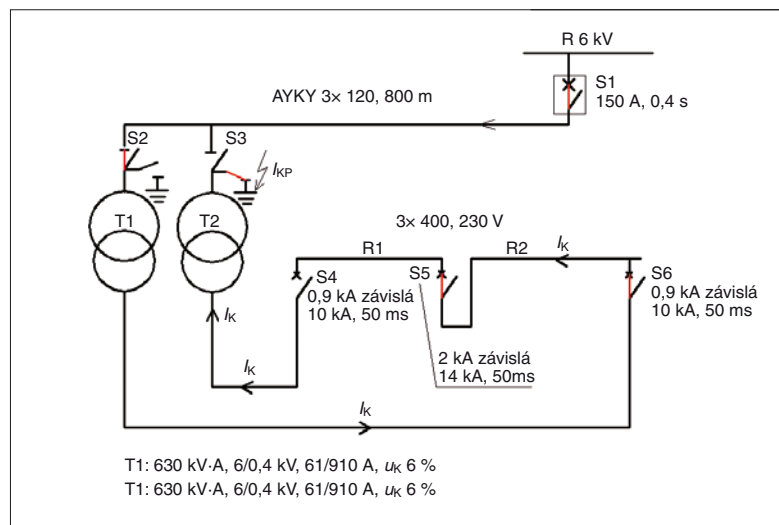 R 6 kV
S1
150 A, 0,4 s
AYKY 3× 120, 800 m
S2
S3
IKP
T1
T2
3× 400, 230 V
R1
R2
IK
S4
0,9 kA závislá
10 kA, 50 ms
S5
S6
0,9 kA závislá
10 kA, 50 ms
IK
IK
2 kA závislá
14 kA, 50ms
IK
T1: 630 kV·A, 6/0,4 kV, 61/910 A, uK 6 %
T1: 630 kV·A, 6/0,4 kV, 61/910 A, uK 6 %